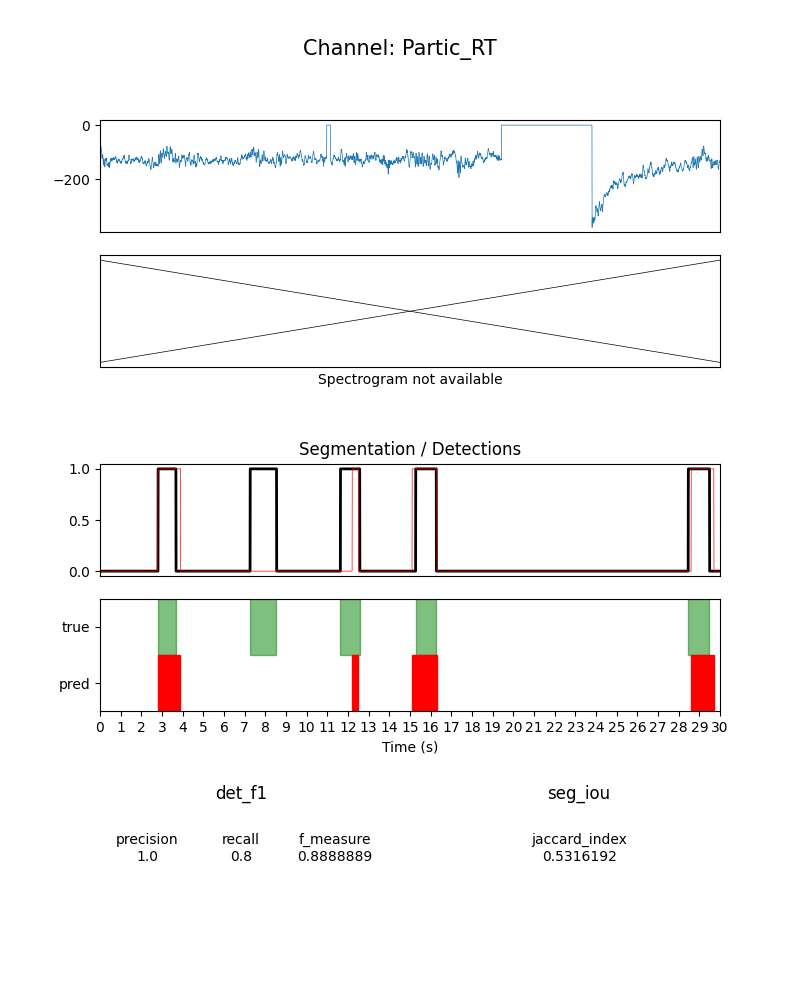 Channel: Partic_RT
0
−200
Spectrogram not available
Segmentation / Detections
1.0
0.5
0.0
true
pred
0 1 2 3 4 5 6 7 8 9 10 11 12 13 14 15 16 17 18 19 20 21 22 23 24 25 26 27 28 29 30
Time (s)
det_f1 seg_iou
precision recall f_measure jaccard_index
1.0 0.8 0.8888889 0.5316192